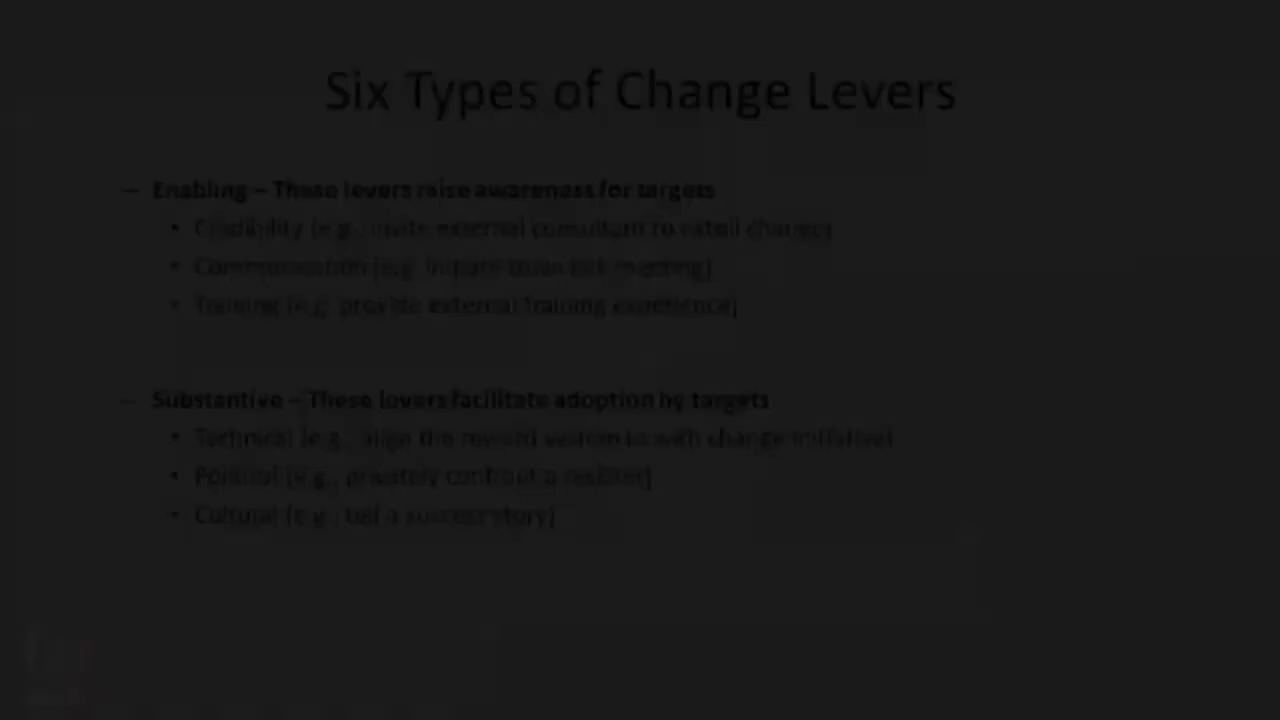 Six Types of Change Levers
– Enabling – These levers raise awareness for targets
• Credibility (e.g., invite external consultant to detail change)
• Communication (e.g. initiate town hall meeting)
• Training (e.g. provide external training experience)
– Substantive – These levers facilitate adoption by targets
• Technical (e.g., align the reward system to with change initiative)
• Political (e.g., privately confront a resister)
• Cultural (e.g., tell a success story)